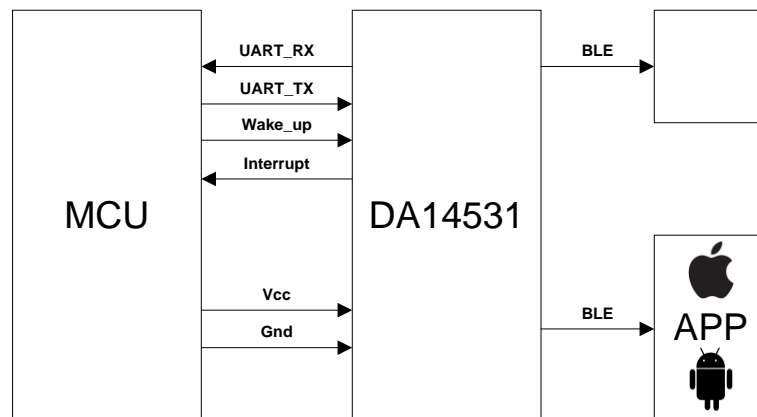 UART_RX
BLE
UART_TX
Wake_up
Interrupt
MCU
DA14531
Vcc
BLE
APP
Gnd